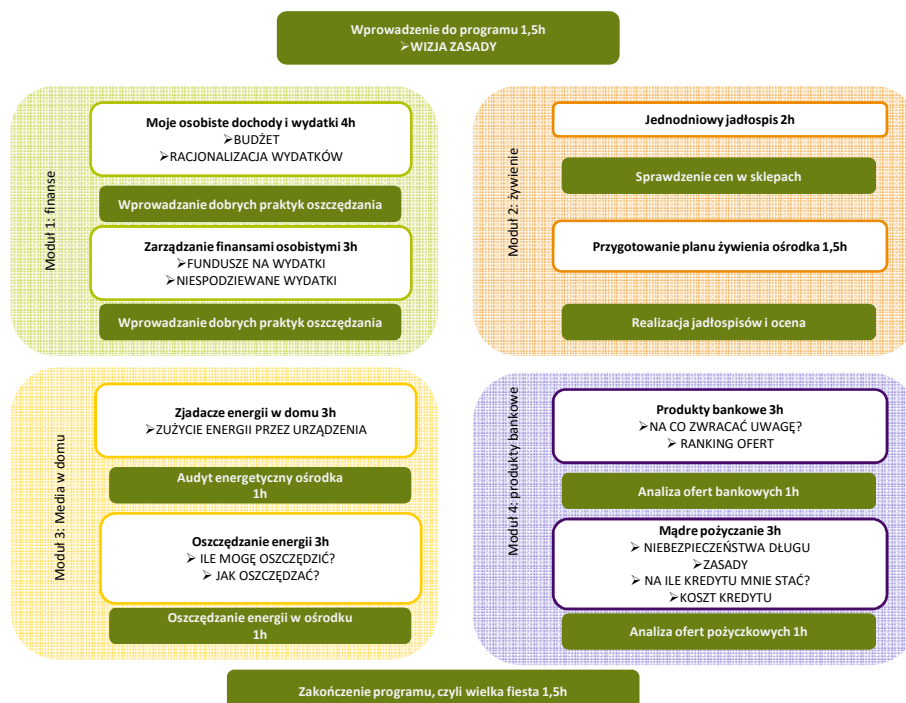 Wprowadzenie do programu 1,5h
➢WIZJA ZASADY
Moduł 1: finanse
Moje osobiste dochody i wydatki 4h
➢BUDŻET
➢RACJONALIZACJA WYDATKÓW
Wprowadzanie dobrych praktyk oszczędzania
Zarządzanie finansami osobistymi 3h
➢FUNDUSZE NA WYDATKI
➢NIESPODZIEWANE WYDATKI
Wprowadzanie dobrych praktyk oszczędzania
Moduł 2: żywienie
Jednodniowy jadłospis 2h
Sprawdzenie cen w sklepach
Przygotowanie planu żywienia ośrodka 1,5h
Realizacja jadłospisów i ocena
Moduł 3: Media w domu
Zjadacze energii w domu 3h
➢ZUŻYCIE ENERGII PRZEZ URZĄDZENIA
Audyt energetyczny ośrodka
1h
Oszczędzanie energii 3h
➢ ILE MOGĘ OSZCZĘDZIĆ?
➢ JAK OSZCZĘDZAĆ?
Oszczędzanie energii w ośrodku
1h
Moduł 4: produkty bankowe
Produkty bankowe 3h
➢NA CO ZWRACAĆ UWAGĘ?
➢ RANKING OFERT
Analiza ofert bankowych 1h
Mądre pożyczanie 3h
➢ NIEBEZPIECZEŃSTWA DŁUGU
➢ ZASADY
➢ NA ILE KREDYTU MNIE STAĆ?
➢ KOSZT KREDYTU
Analiza ofert pożyczkowych 1h
Zakończenie programu, czyli wielka fiesta 1,5h